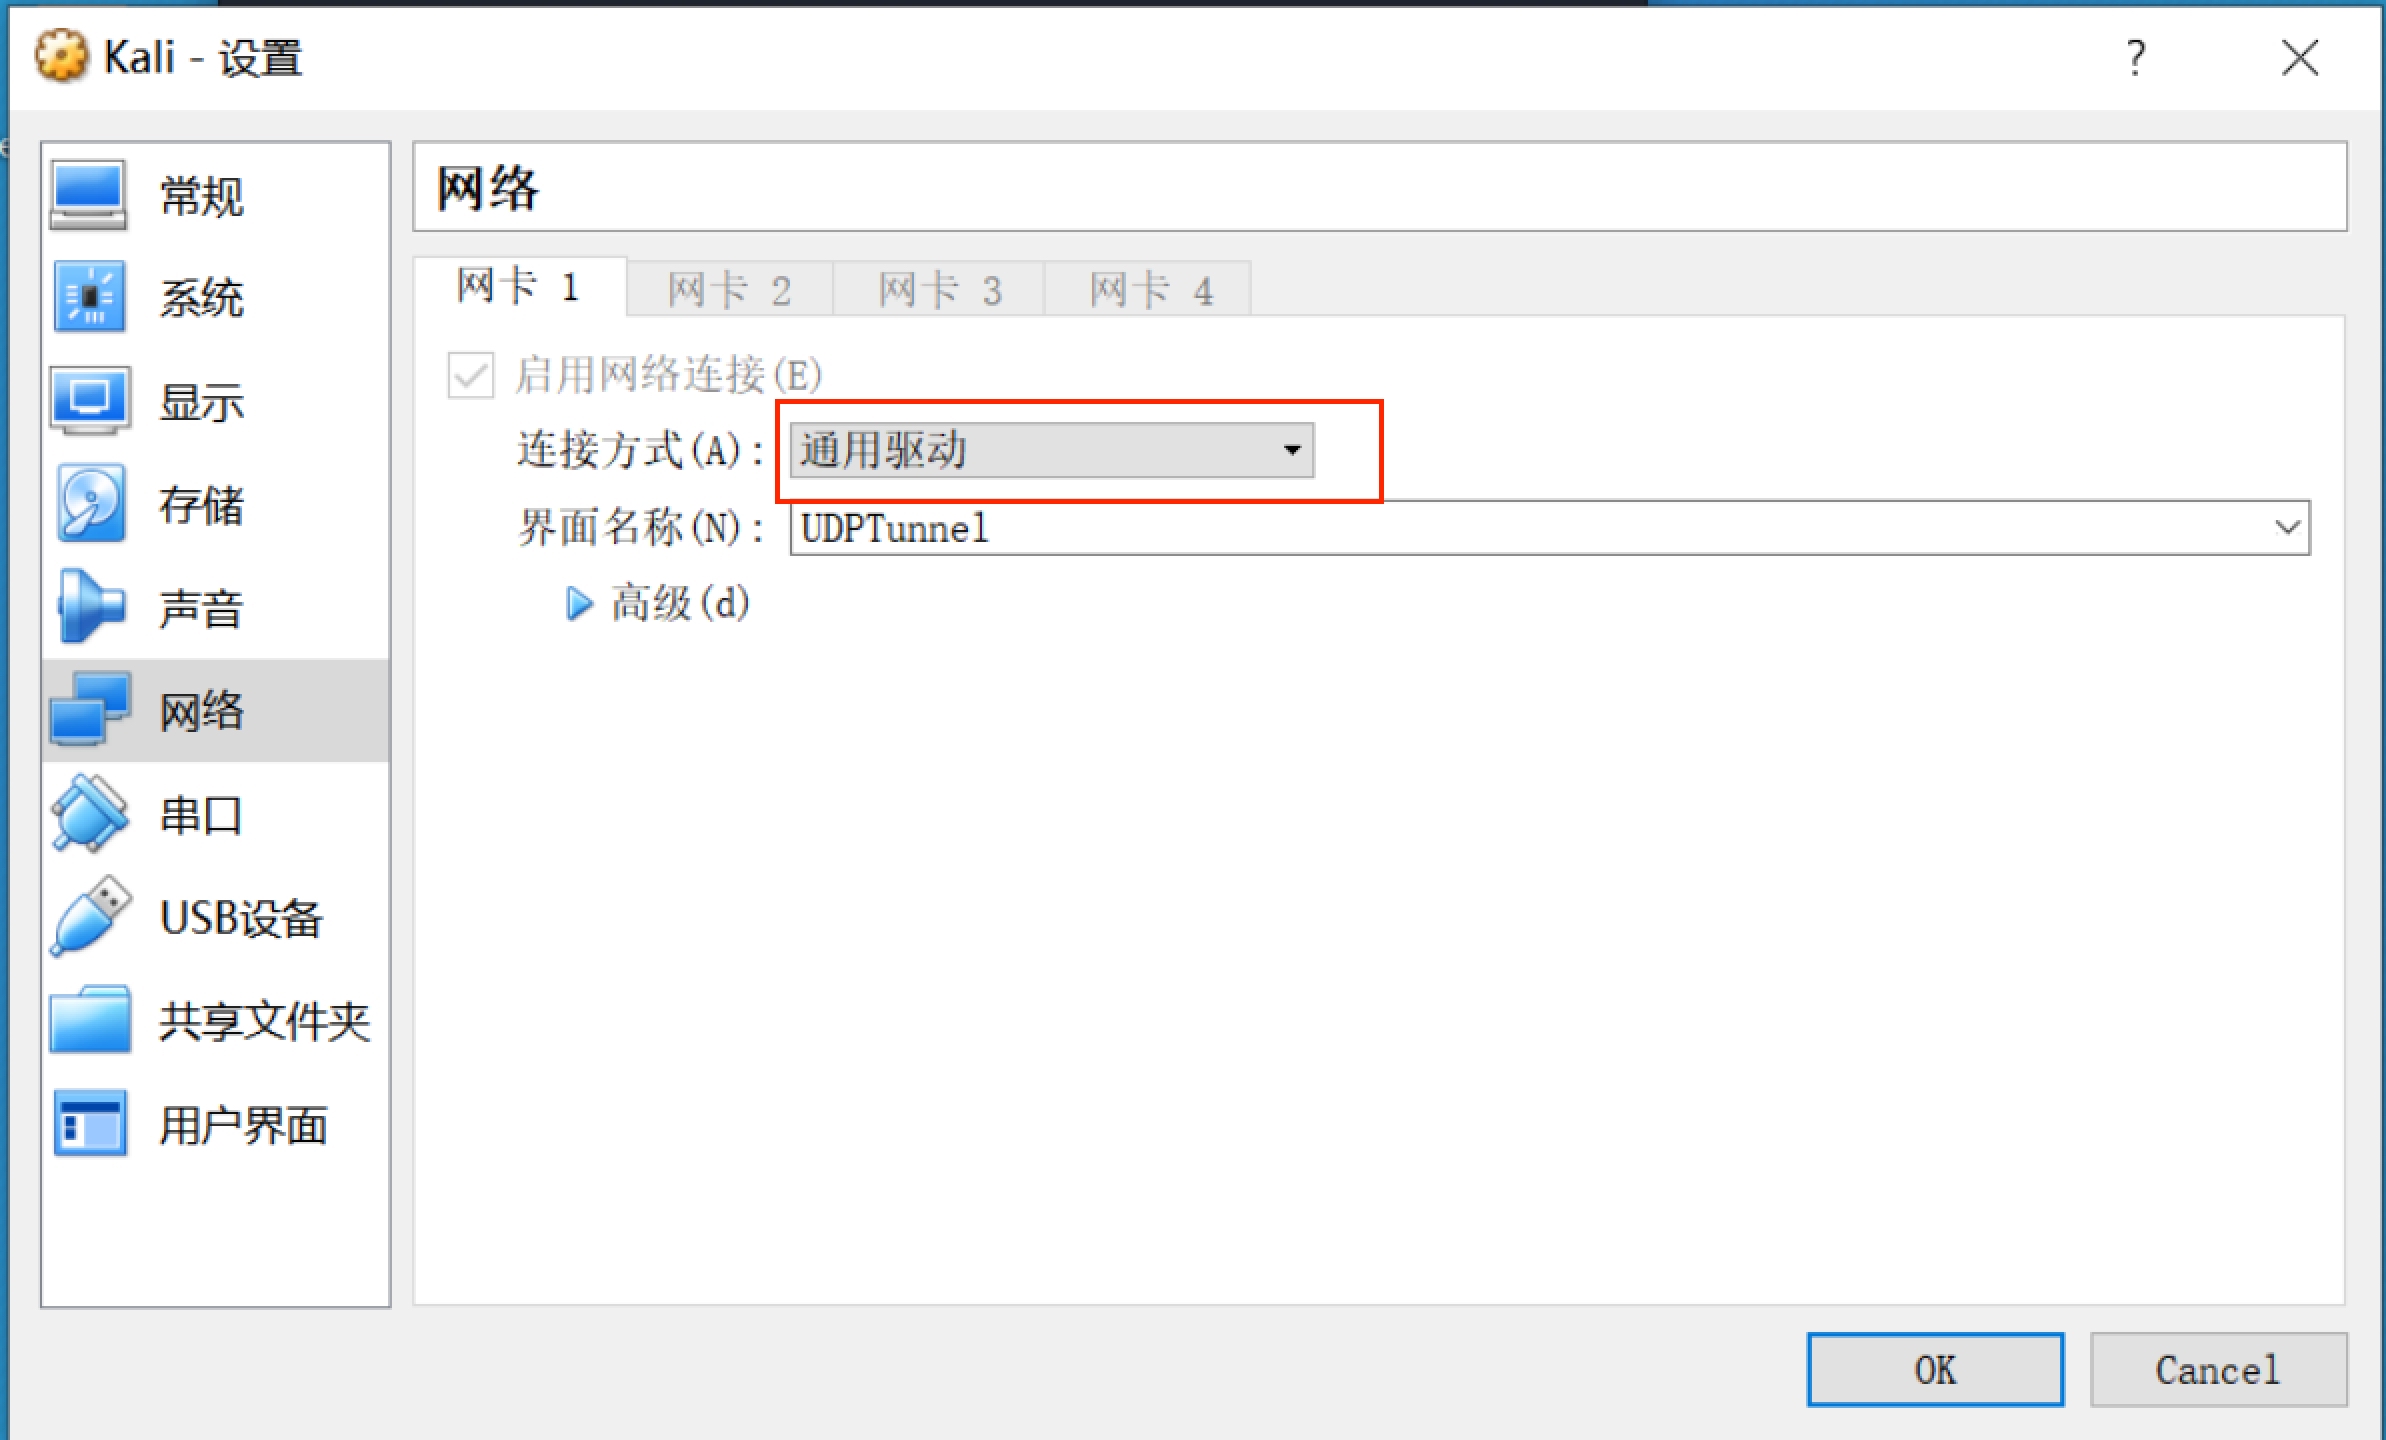 Kali - 设置
?
常规
系统
显示
存储
声音
网络
串口
USB设备
共享文件夹
用户界面
网络
网卡 1
网卡 2
网卡 3
网卡 4
启用网络连接(E)
连接方式(A): 通用驱动
界面名称(N): UDPTunnel
高级(d)
OK
Cancel